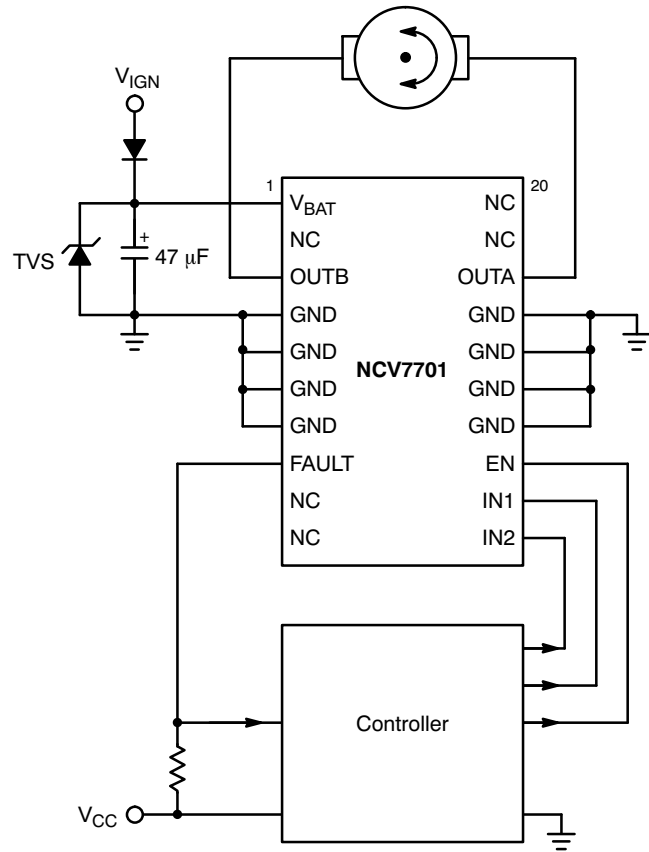 V_IGN
1
20
V_BAT
NC
NC
NC
TVS
+
47 μF
OUTB
OUTA
GND
GND
GND
GND
NCV7701
GND
GND
GND
GND
FAULT
EN
NC
IN1
NC
IN2
Controller
V_CC